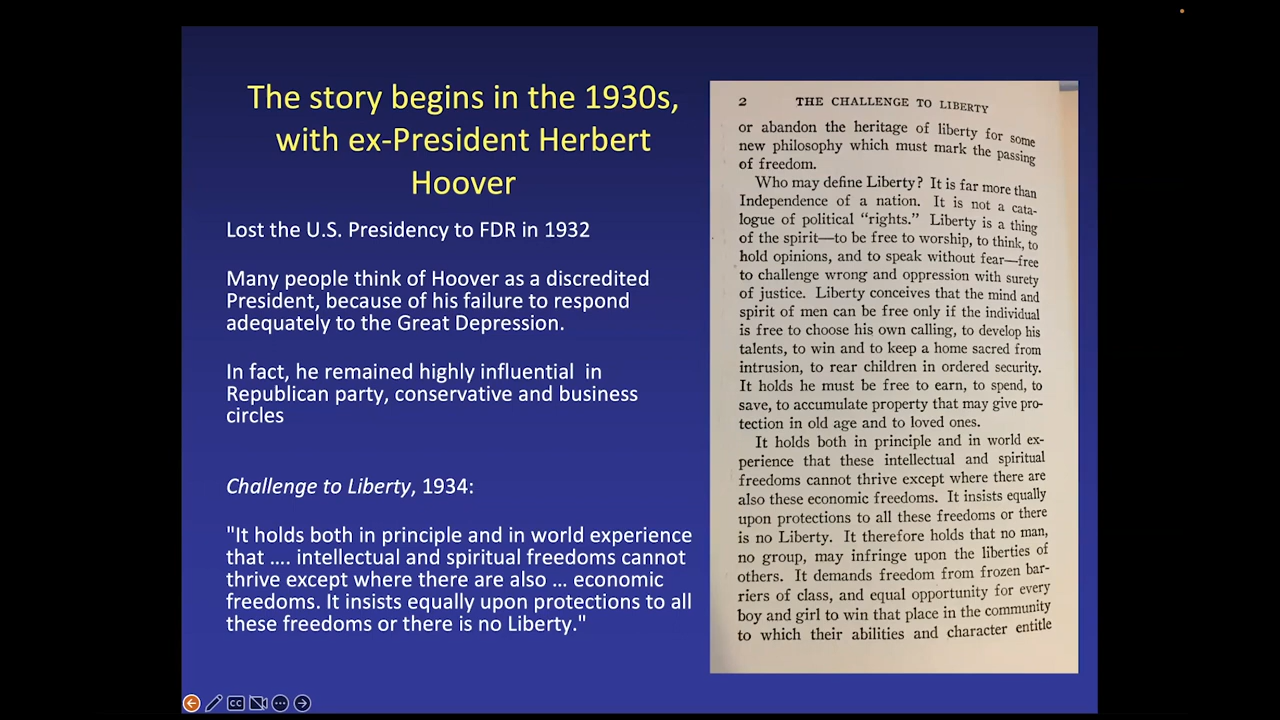 The story begins in the 1930s,
with ex-President Herbert
Hoover
Lost the U.S. Presidency to FDR in 1932
Many people think of Hoover as a discredited
President, because of his failure to respond
adequately to the Great Depression.
In fact, he remained highly influential  in
Republican party, conservative and business
circles
Challenge to Liberty, 1934:
"It holds both in principle and in world experience
that .... intellectual and spiritual freedoms cannot
thrive except where there are also ... economic
freedoms. It insists equally upon protections to all
these freedoms or there is no Liberty."
2 THE CHALLENGE TO LIBERTY
or abandon the heritage of liberty for some
new philosophy which must mark the passing
of freedom.
Who may define Liberty? It is far more than
Independence of a nation. It is not a cata-
logue of political “rights.” Liberty is a thing
of the spirit—to be free to worship, to think, to
hold opinions, and to speak without fear—free
to challenge wrong and oppression with surety
of justice. Liberty conceives that the mind and
spirit of men can be free only if the individual
is free to choose his own calling, to develop his
talents, to win and to keep a home sacred from
intrusion, to rear children in ordered security.
It holds he must be free to earn, to spend, to
save, to accumulate property that may give pro-
tection in old age and to loved ones.
It holds both in principle and in world ex-
perience that these intellectual and spiritual
freedoms cannot thrive except where there are
also these economic freedoms. It insists equally
upon protections to all these freedoms or there
is no Liberty. It therefore holds that no man,
no group, may infringe upon the liberties of
others. It demands freedom from frozen bar-
riers of class, and equal opportunity for every
boy and girl to win that place in the community
to which their abilities and character entitle
CC